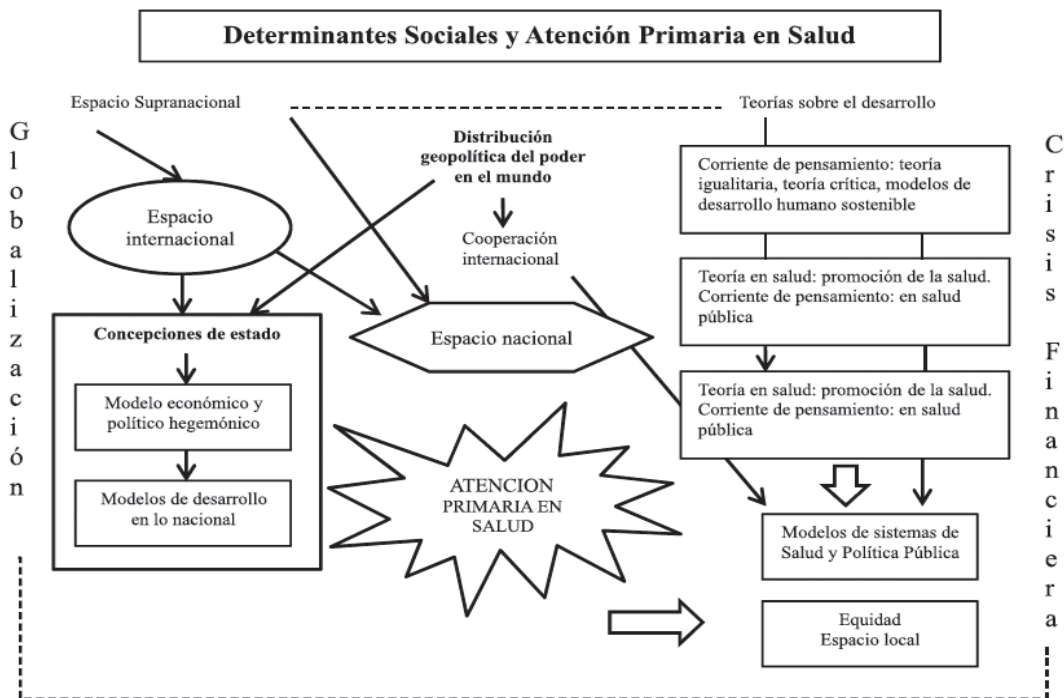 Determinantes Sociales y Atención Primaria en Salud
Espacio Supranacional
Teorías sobre el desarrollo
Globalización
Distribución
geopolítica del poder
en el mundo
Crisis Financiera
Corriente de pensamiento: teoría
igualitaria, teoría crítica, modelos de
desarrollo humano sostenible
Espacio
internacional
Cooperación
internacional
Teoría en salud: promoción de la salud.
Corriente de pensamiento: en salud
pública
Concepciones de estado
Espacio nacional
Modelo económico y
político hegemónico
Teoría en salud: promoción de la salud.
Corriente de pensamiento: en salud
pública
Modelos de desarrollo
en lo nacional
ATENCION
PRIMARIA EN
SALUD
Modelos de sistemas de
Salud y Política Pública
Equidad
Espacio local